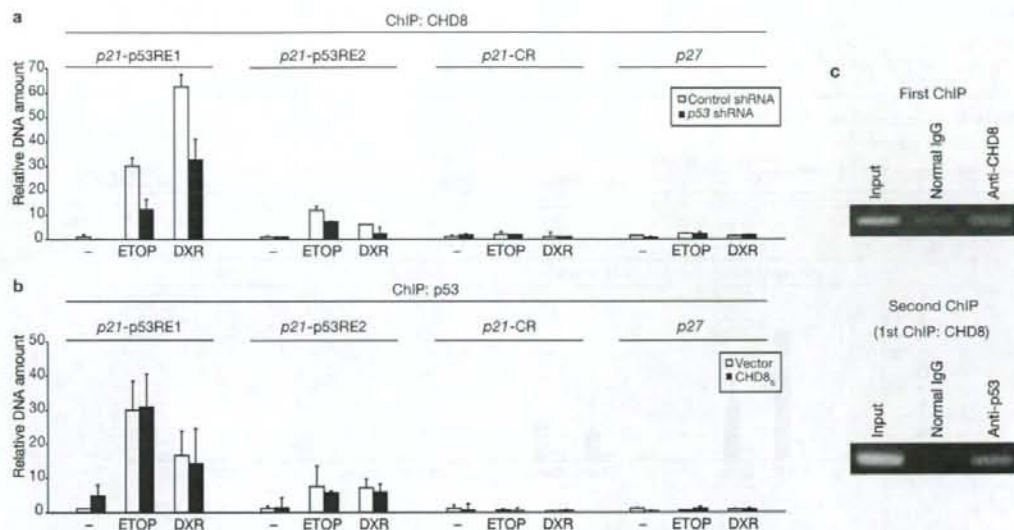 a
ChIP: CHD8
p21-p53RE1 p21-p53RE2 p21-CR p27
Relative DNA amount
70
60
50
40
30
20
10
0
Control shRNA
p53 shRNA
– ETOP DXR – ETOP DXR – ETOP DXR – ETOP DXR
b
ChIP: p53
p21-p53RE1 p21-p53RE2 p21-CR p27
Relative DNA amount
50
40
30
20
10
0
Vector
CHD8S
– ETOP DXR – ETOP DXR – ETOP DXR – ETOP DXR
c
First ChIP
Input Normal IgG Anti-CHD8
Second ChIP
(1st ChIP: CHD8)
Input Normal IgG Anti-p53